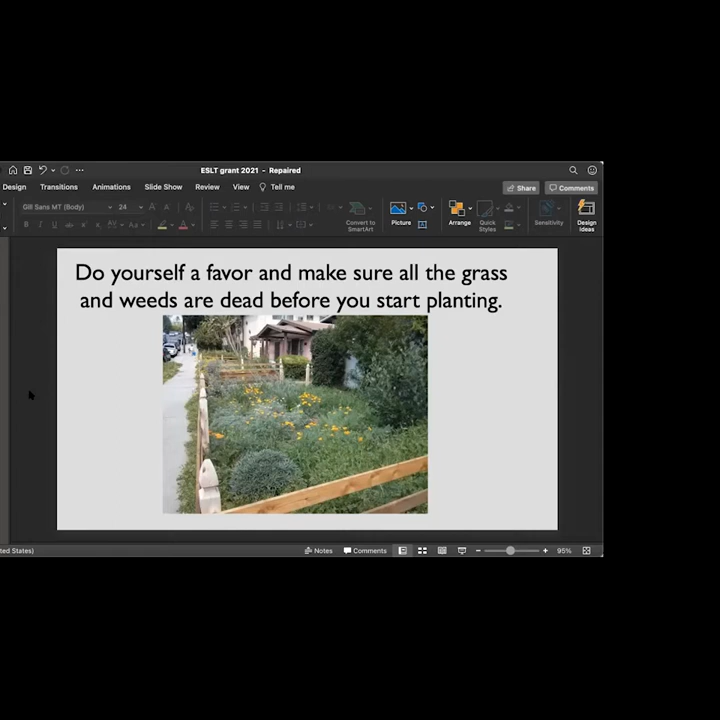 ESLT grant 2021 – Repaired
Design Transitions Animations Slide Show Review View Tell me Share Comments
Gill Sans MT (Body) 24
Convert to SmartArt Picture Arrange Quick Styles Sensitivity Design Ideas
Do yourself a favor and make sure all the grass
and weeds are dead before you start planting.
ted States) Notes Comments 95%